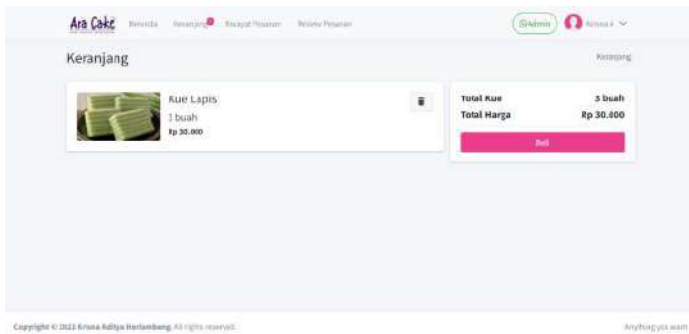 Ara Cake Beranda Keranjang Riwayat Pesanan Review Pesanan Admin
Keranjang Keranjang
Kue Lapis
3 buah
Rp 30.000
Total Kue 3 buah
Total Harga Rp 30.000
Beli
Copyright © 2023 Krisna Aditya Herlambang. All rights reserved.
Anything you want